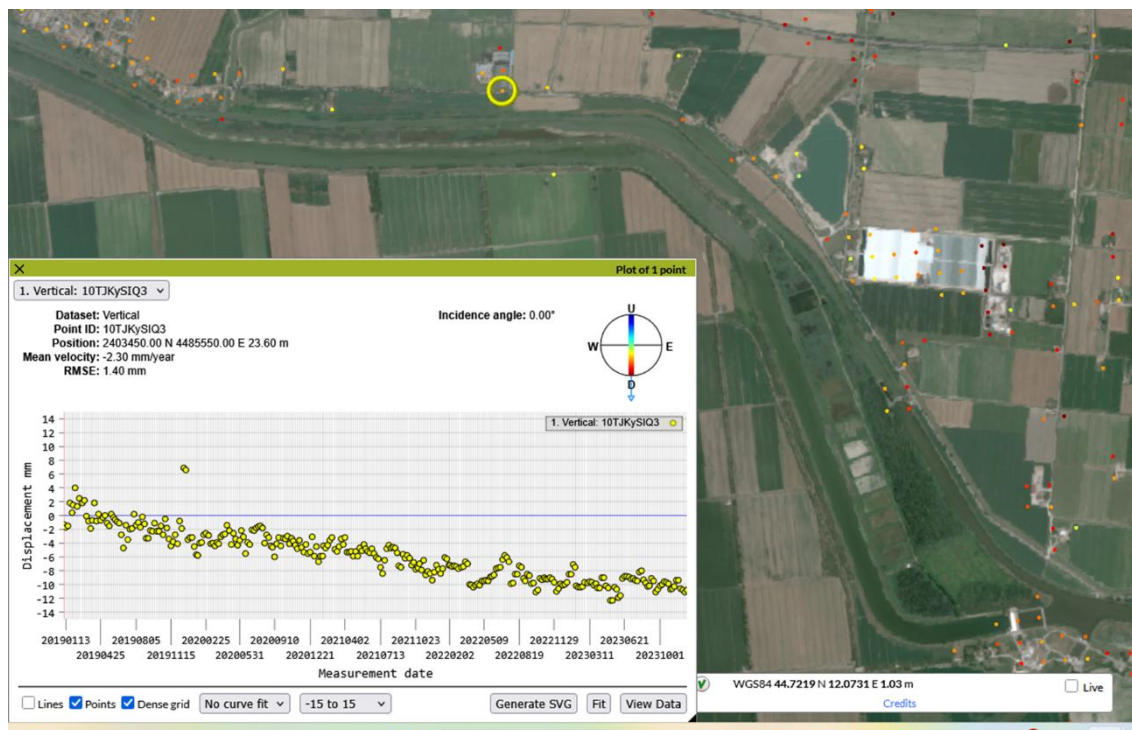 Plot of 1 point
1. Vertical: 10TJKySIQ3
Dataset: Vertical
Point ID: 10TJKySIQ3
Position: 2403450.00 N 4485550.00 E 23.60 m
Mean velocity: -2.30 mm/year
RMSE: 1.40 mm
Incidence angle: 0.00°
U
W
E
D
1. Vertical: 10TJKySIQ3
Displacement mm
14
12
10
8
6
4
2
0
-2
-4
-6
-8
-10
-12
-14
20190113 20190805 20200225 20200910 20210402 20211023 20220509 20221129 20230621
20190425 20191115 20200531 20201221 20210713 20220202 20220819 20230311 20231001
Measurement date
Lines Points Dense grid No curve fit -15 to 15 Generate SVG Fit View Data
WGS84 44.7219 N 12.0731 E 1.03 m
Live
Credits